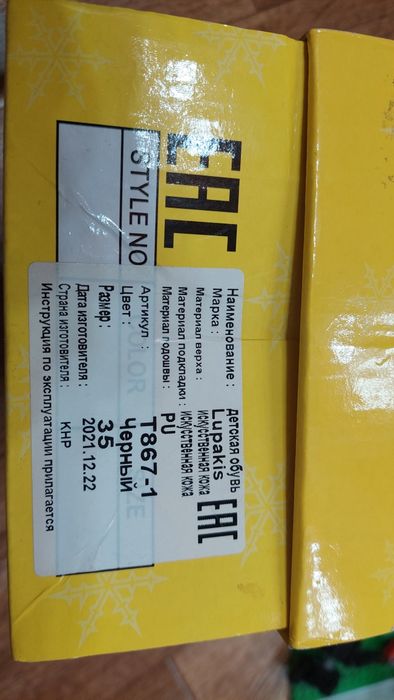 EAC
STYLE NO
COLOR
Наименование : детская обувь
Марка : Lupakis
Материал верха : искусственная кожа
Материал подкладки : искусственная кожа
Материал подошвы : PU
EAC
Артикул : T867-1
Цвет : Черный
Размер : 35
Дата изготовителя : 2021.12.22
Страна изготовителя : КНР
Инструкция по эксплуатации прилагается